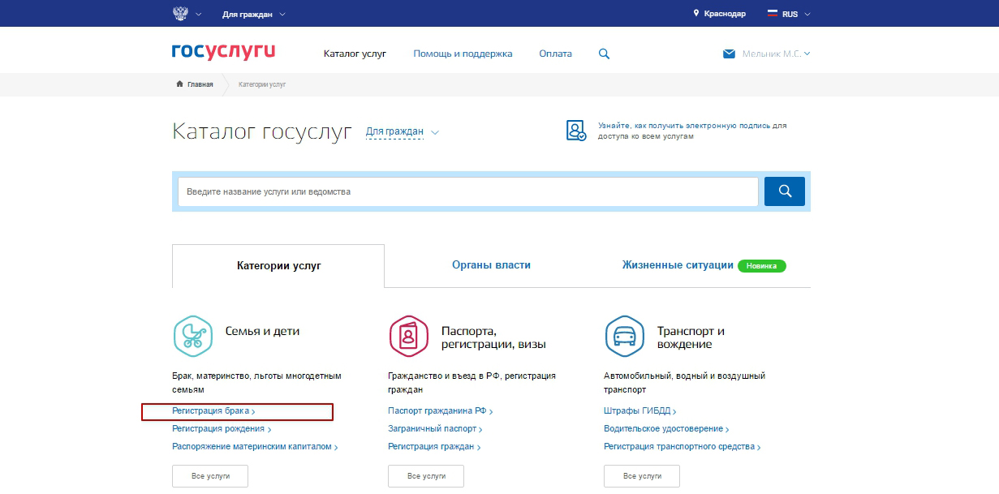 Для граждан
Краснодар
RUS
госуслуги
Каталог услуг
Помощь и поддержка
Оплата
Мельник М.С.
Главная
Категории услуг
Каталог госуслуг
Для граждан
Узнайте, как получить электронную подпись для
доступа ко всем услугам
Введите название услуги или ведомства
Категории услуг
Органы власти
Жизненные ситуации
Новинка
Семья и дети
Брак, материнство, льготы многодетным
семьям
Регистрация брака
Регистрация рождения
Распоряжение материнским капиталом
Все услуги
Паспорта,
регистрации, визы
Гражданство и въезд в РФ, регистрация
граждан
Паспорт гражданина РФ
Заграничный паспорт
Регистрация граждан
Все услуги
Транспорт и
вождение
Автомобильный, водный и воздушный
транспорт
Штрафы ГИБДД
Водительское удостоверение
Регистрация транспортного средства
Все услуги